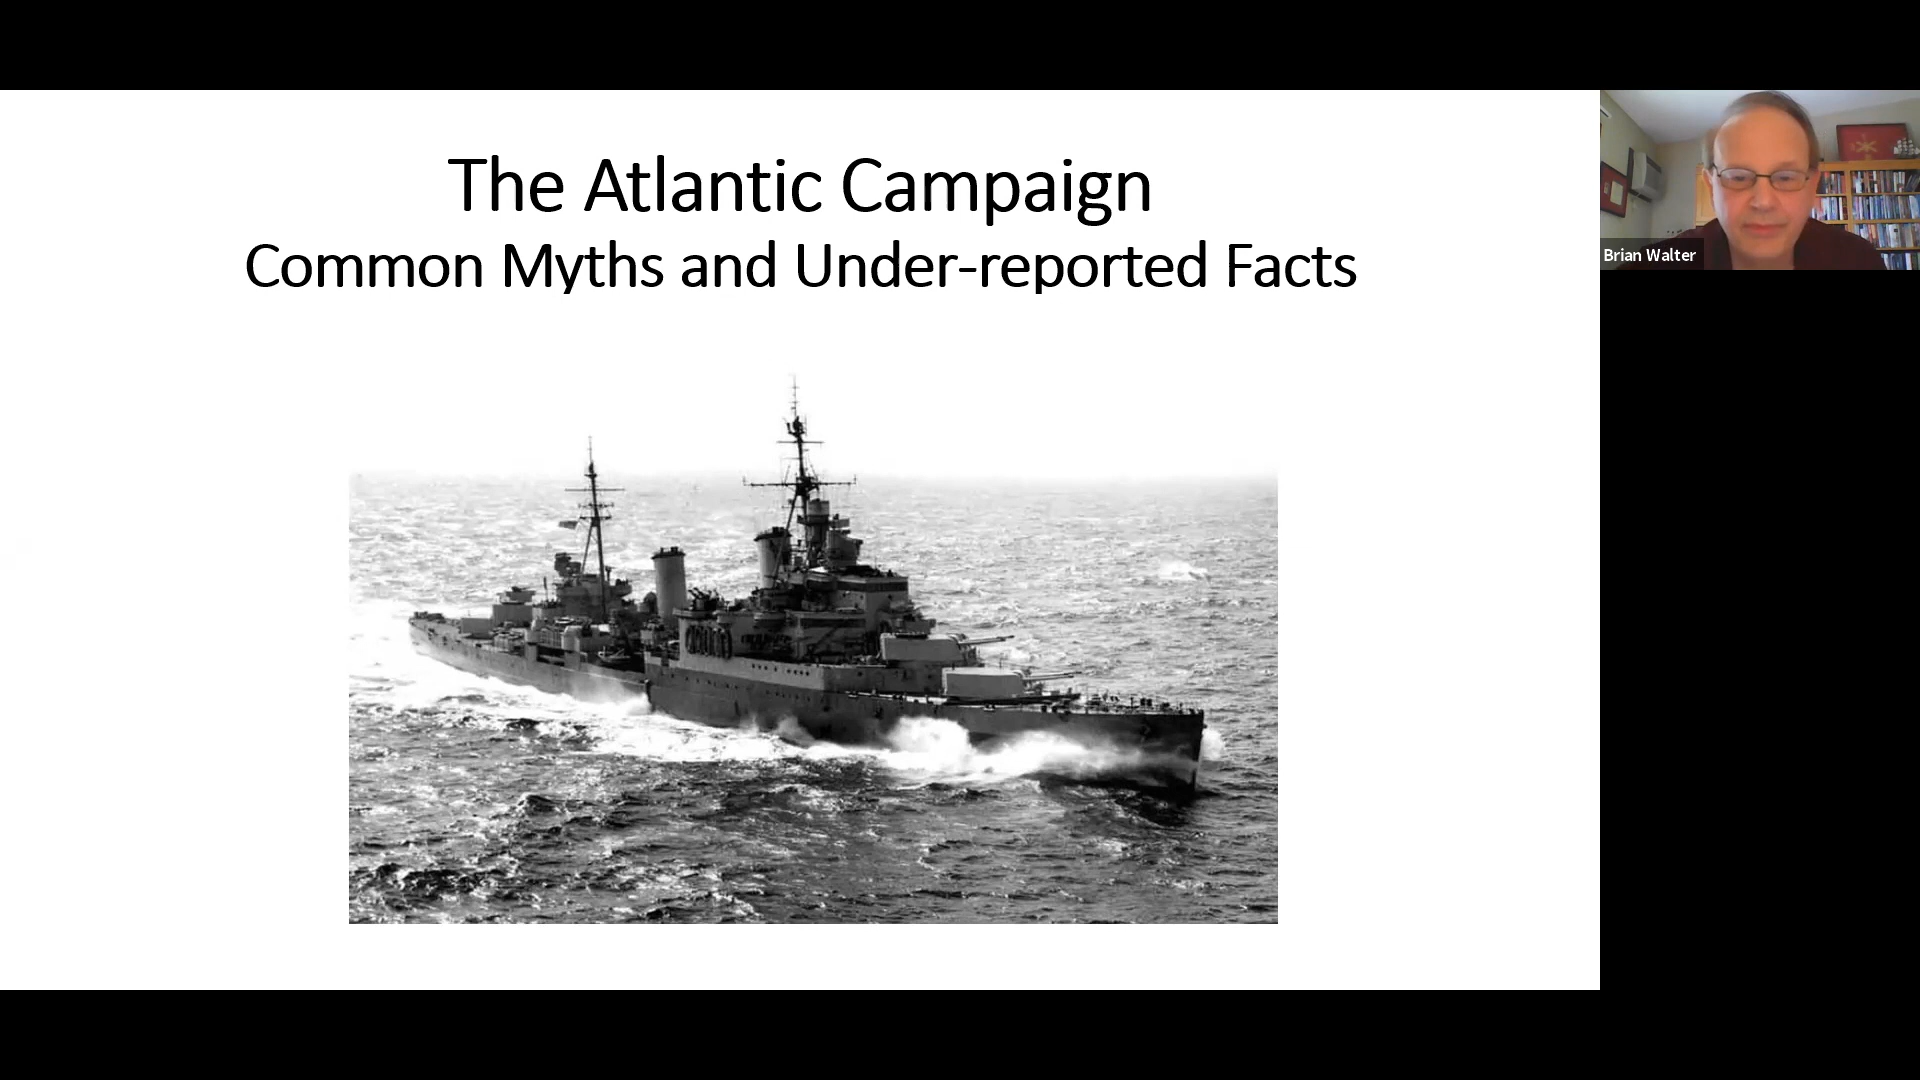 The Atlantic Campaign
Common Myths and Under-reported Facts
Brian Walter